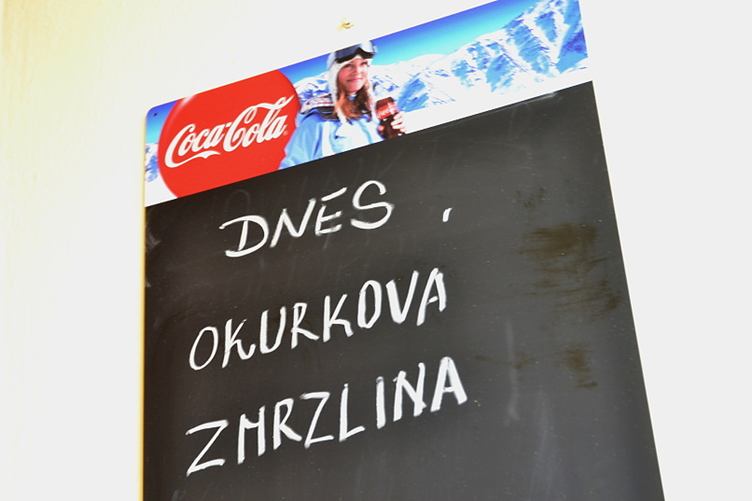 Coca-Cola
DNES
OKURKOVA
ZMRZLINA